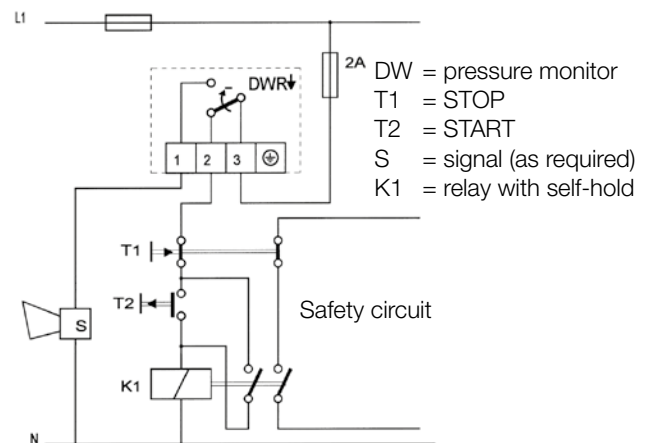 L1
2A
DWR↓
DW = pressure monitor
T1 = STOP
T2 = START
S = signal (as required)
K1 = relay with self-hold
1 2 3
T1
T2
Safety circuit
S
K1
N